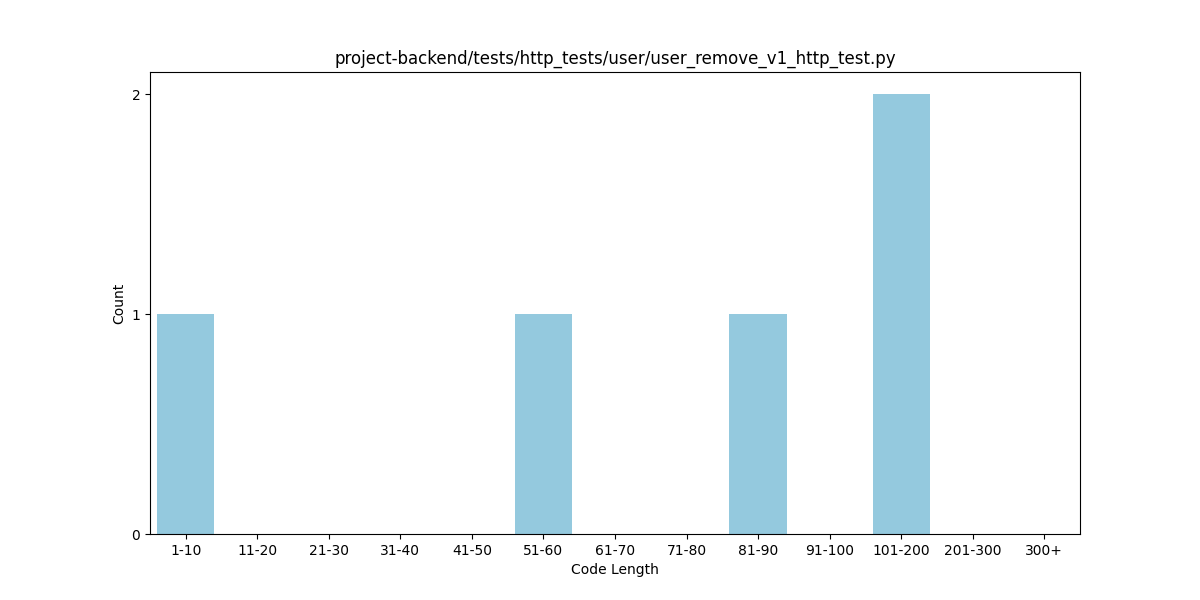 project-backend/tests/http_tests/user/user_remove_v1_http_test.py
Count
2
1
0
1-10 11-20 21-30 31-40 41-50 51-60 61-70 71-80 81-90 91-100 101-200 201-300 300+
Code Length